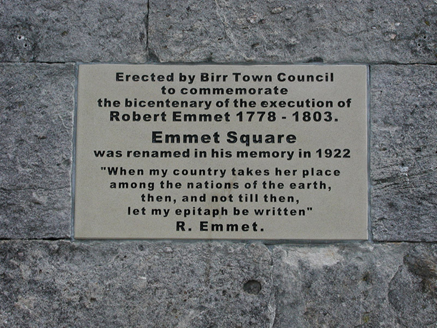 Erected by Birr Town Council
to commemorate
the bicentenary of the execution of
Robert Emmet 1778 - 1803.
Emmet Square
was renamed in his memory in 1922
"When my country takes her place
among the nations of the earth,
then, and not till then,
let my epitaph be written"
R. Emmet.